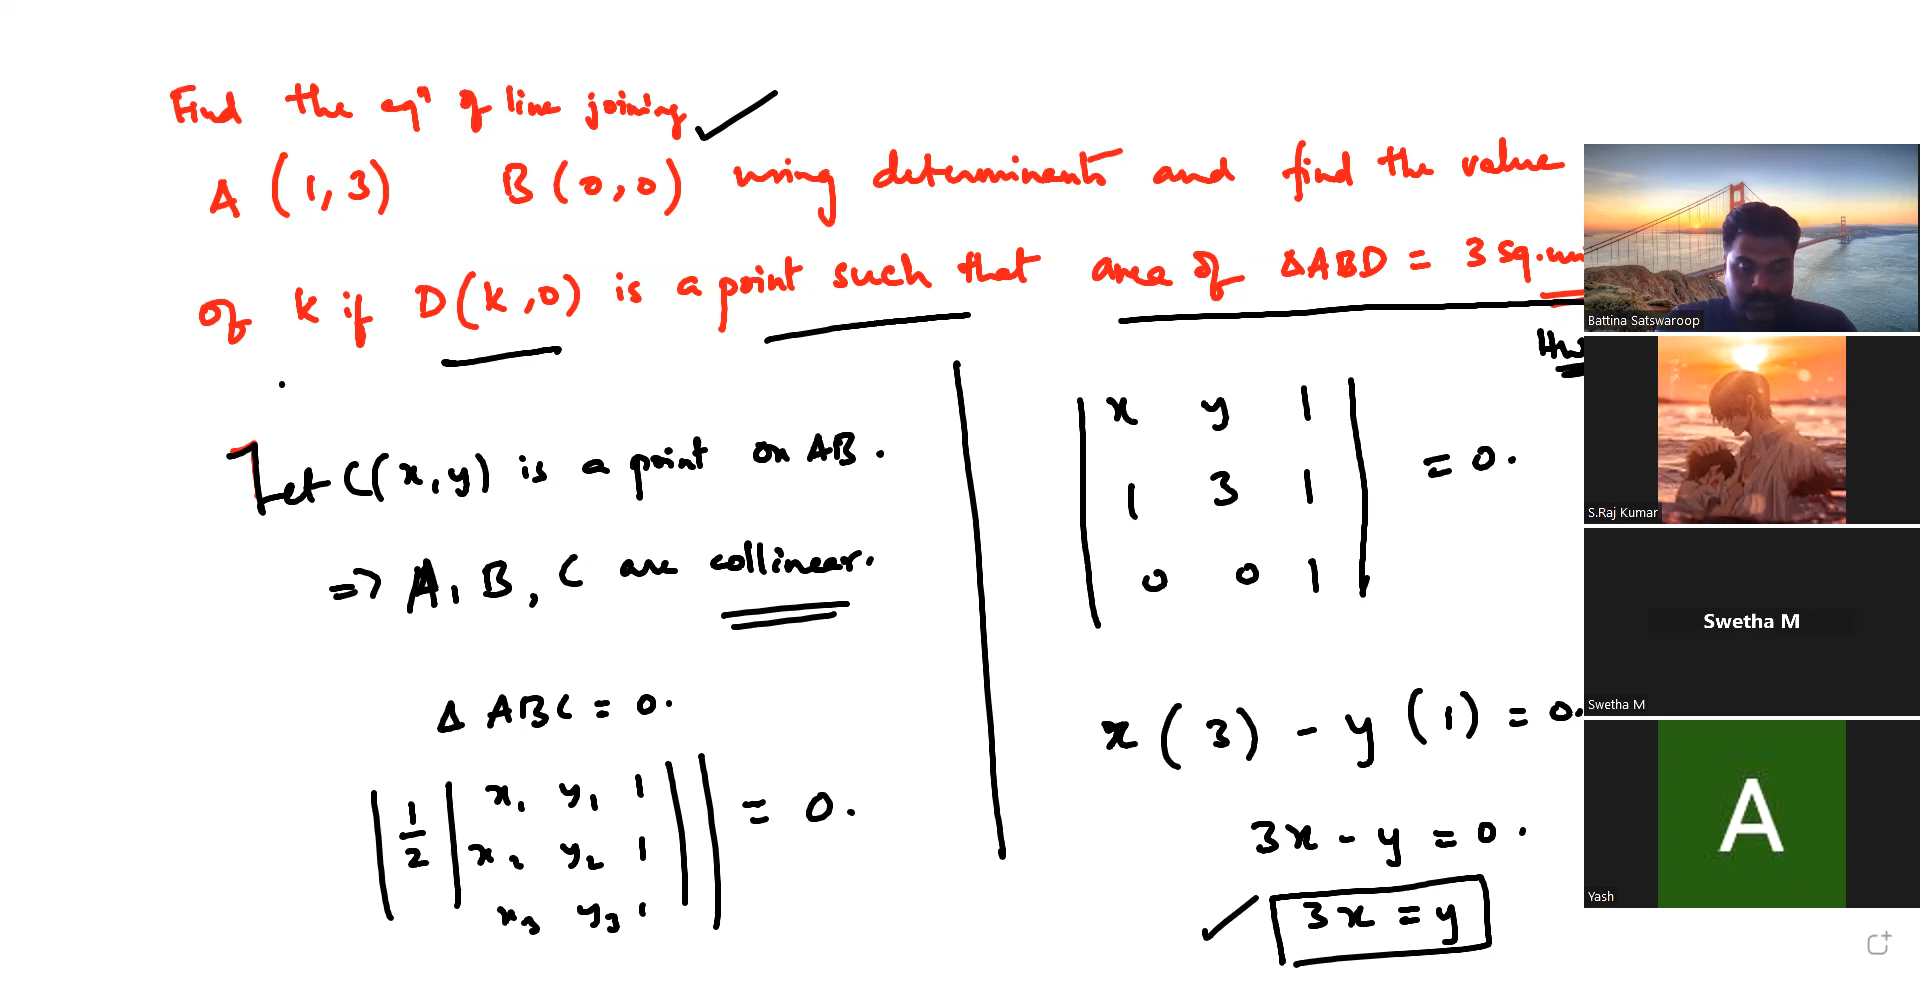 Find the eqn of line joining
A (1,3) B (0,0) using determinants and find the value
of k if D(k,0) is a point such that area of ΔABD = 3 sq.un
Hw
Let C(x,y) is a point on AB.
=> A, B, C are collinear.
Δ ABC = 0.
| 1/2 | x1 y1 1
x2 y2 1
x3 y3 1 | | = 0.
| x y 1
1 3 1
0 0 1 | = 0.
x(3) - y(1) = 0.
3x - y = 0.
3x = y
Battina Satswaroop
S.Raj Kumar
Swetha M
Swetha M
A
Yash